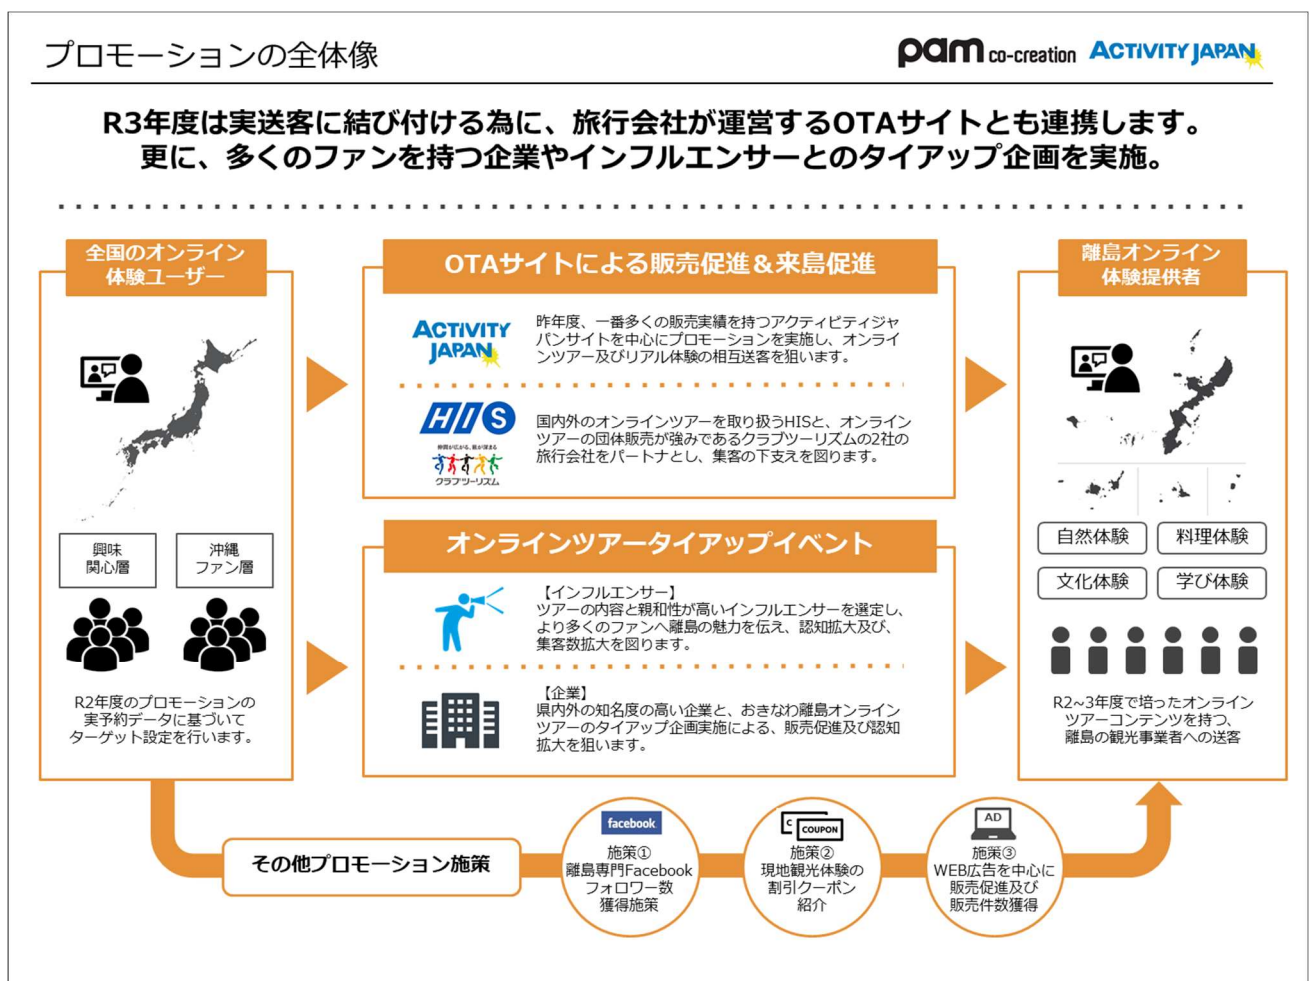 プロモーションの全体像
pam co-creation ACTIVITY JAPAN
R3年度は実送客に結び付ける為に、旅行会社が運営するOTAサイトとも連携します。
更に、多くのファンを持つ企業やインフルエンサーとのタイアップ企画を実施。
全国のオンライン
体験ユーザー
興味
関心層
沖縄
ファン層
R2年度のプロモーションの
実予約データに基づいて
ターゲット設定を行います。
OTAサイトによる販売促進＆来島促進
ACTIVITY
JAPAN
昨年度、一番多くの販売実績を持つアクティビティジャ
パンサイトを中心にプロモーションを実施し、オンライ
ンツアー及びリアル体験の相互送客を狙います。
HIS
仲間が広がる、旅が深まる
クラブツーリズム
国内外のオンラインツアーを取り扱うHISと、オンライン
ツアーの団体販売が強みであるクラブツーリズムの2社の
旅行会社をパートナとし、集客の下支えを図ります。
オンラインツアータイアップイベント
【インフルエンサー】
ツアーの内容と親和性が高いインフルエンサーを選定し、
より多くのファンへ離島の魅力を伝え、認知拡大及び、
集客数拡大を図ります。
【企業】
県内外の知名度の高い企業と、おきなわ離島オンライン
ツアーのタイアップ企画実施による、販売促進及び認知
拡大を狙います。
離島オンライン
体験提供者
自然体験
料理体験
文化体験
学び体験
R2~3年度で培ったオンライン
ツアーコンテンツを持つ、
離島の観光事業者への送客
その他プロモーション施策
facebook
施策①
離島専門Facebook
フォロワー数
獲得施策
C
COUPON
施策②
現地観光体験の
割引クーポン
紹介
AD
施策③
WEB広告を中心に
販売促進及び
販売件数獲得